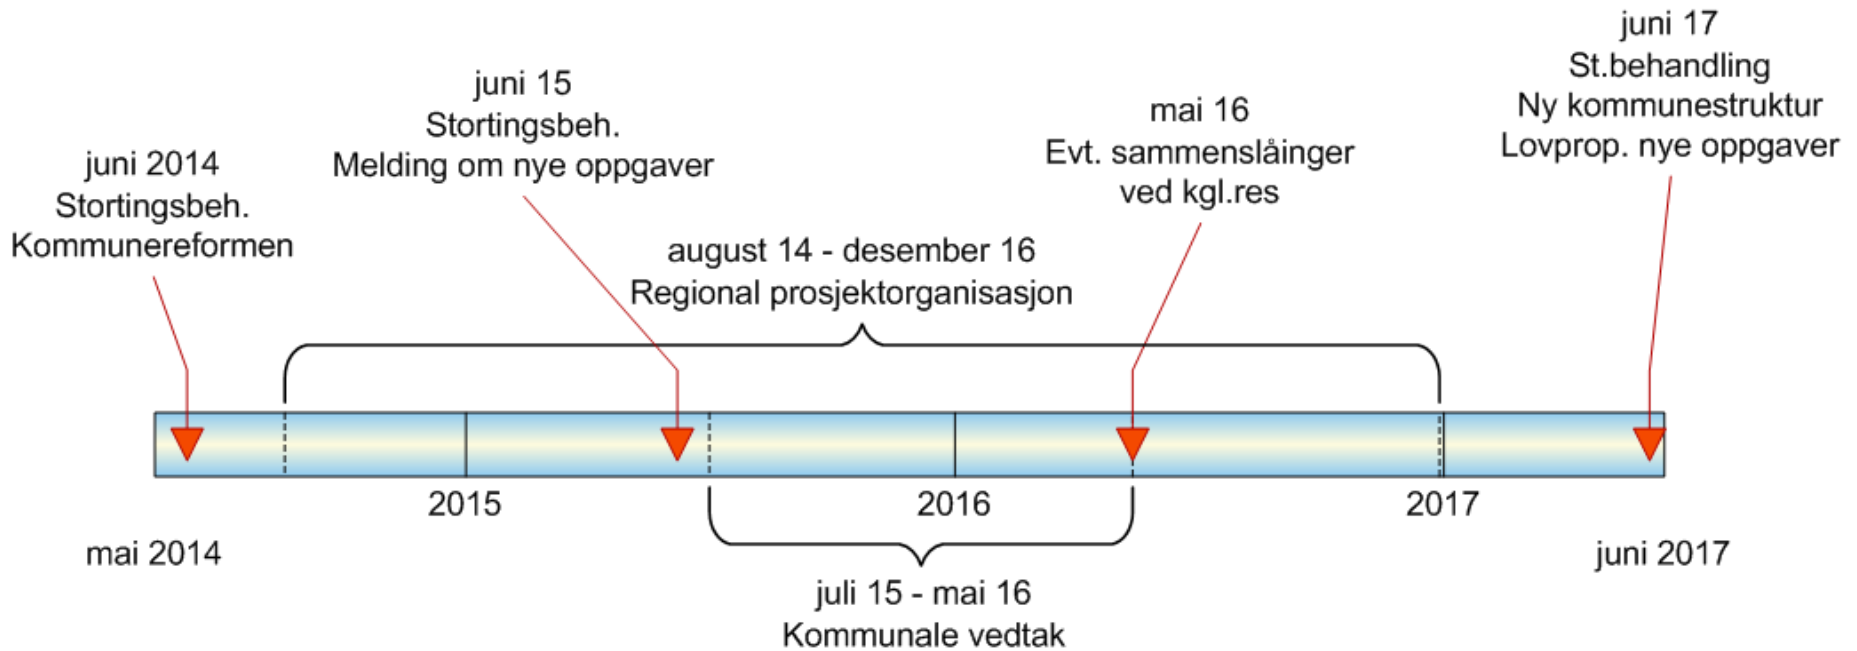 juni 2014
Stortingsbeh.
Kommunereformen
juni 15
Stortingsbeh.
Melding om nye oppgaver
august 14 - desember 16
Regional prosjektorganisasjon
mai 16
Evt. sammenslåinger
ved kgl.res
juni 17
St.behandling
Ny kommunestruktur
Lovprop. nye oppgaver
2015
2016
2017
mai 2014
juni 2017
juli 15 - mai 16
Kommunale vedtak